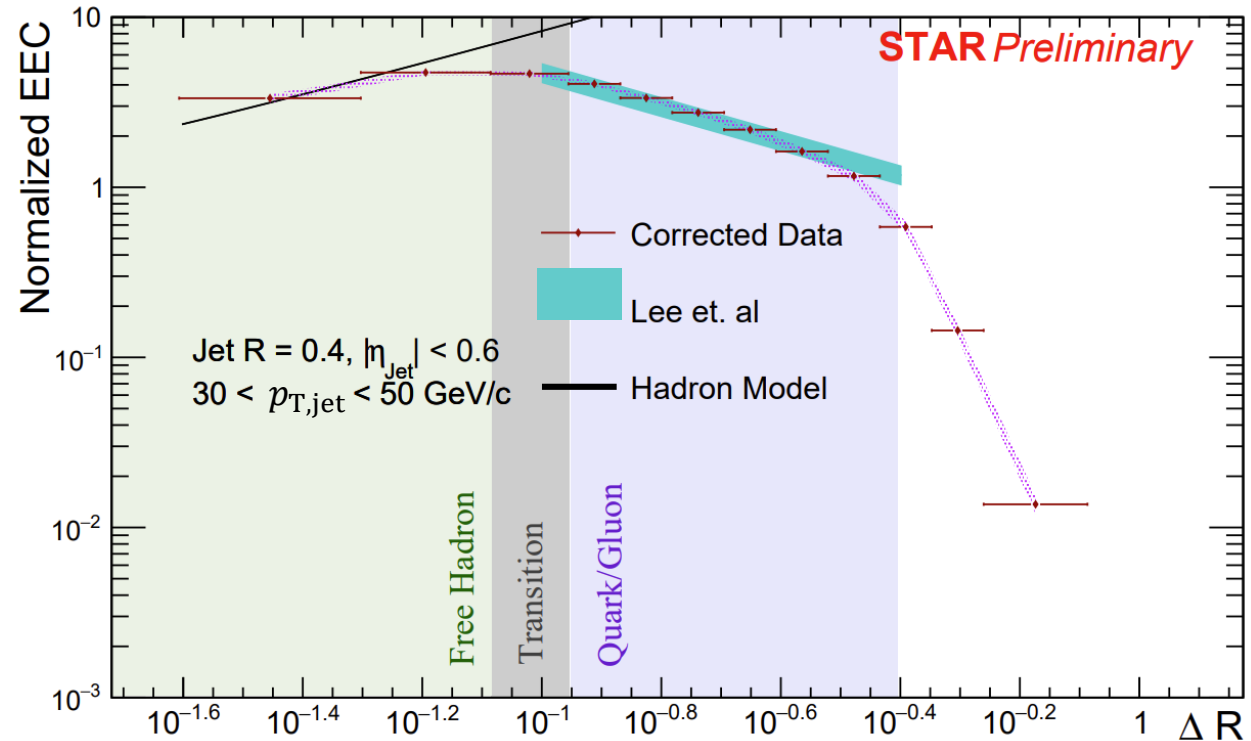 Normalized EEC
10
1
10⁻¹
10⁻²
10⁻³
STAR Preliminary
Corrected Data
Lee et. al
Hadron Model
Jet R = 0.4, |η_Jet| < 0.6
30 < p_T,jet < 50 GeV/c
Free Hadron
Transition
Quark/Gluon
10⁻¹·⁶ 10⁻¹·⁴ 10⁻¹·² 10⁻¹ 10⁻⁰·⁸ 10⁻⁰·⁶ 10⁻⁰·⁴ 10⁻⁰·² 1 Δ R